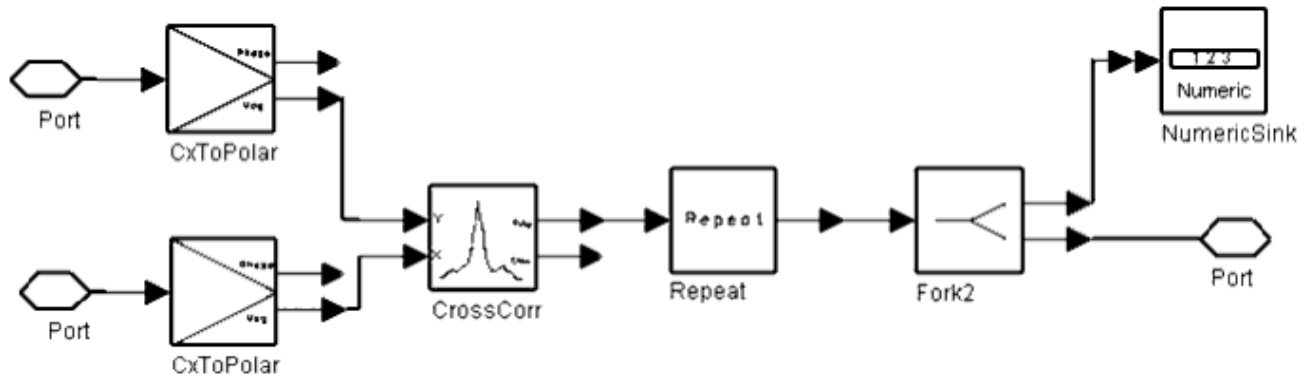 Phase
Mag
Port
CxToPolar
1 2 3
Numeric
NumericSink
Y
X
CrossCorr
Repeat
Repeat
Fork2
Port
Phase
Mag
Port
CxToPolar